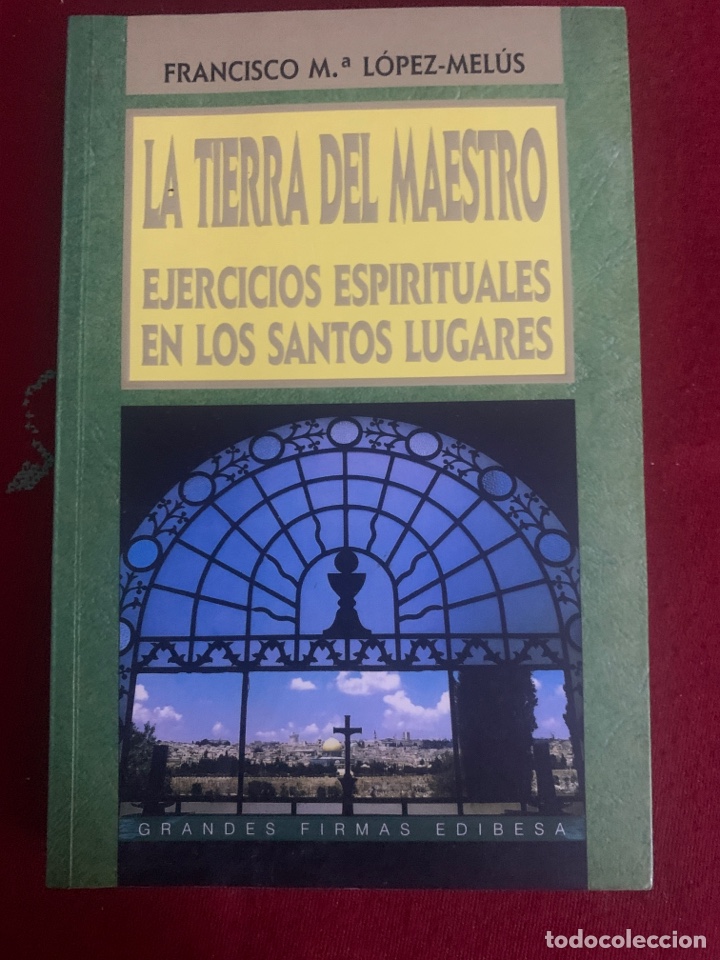 FRANCISCO M.ª LÓPEZ-MELÚS
LA TIERRA DEL MAESTRO
EJERCICIOS ESPIRITUALES
EN LOS SANTOS LUGARES
GRANDES FIRMAS EDIBESA
todocoleccion